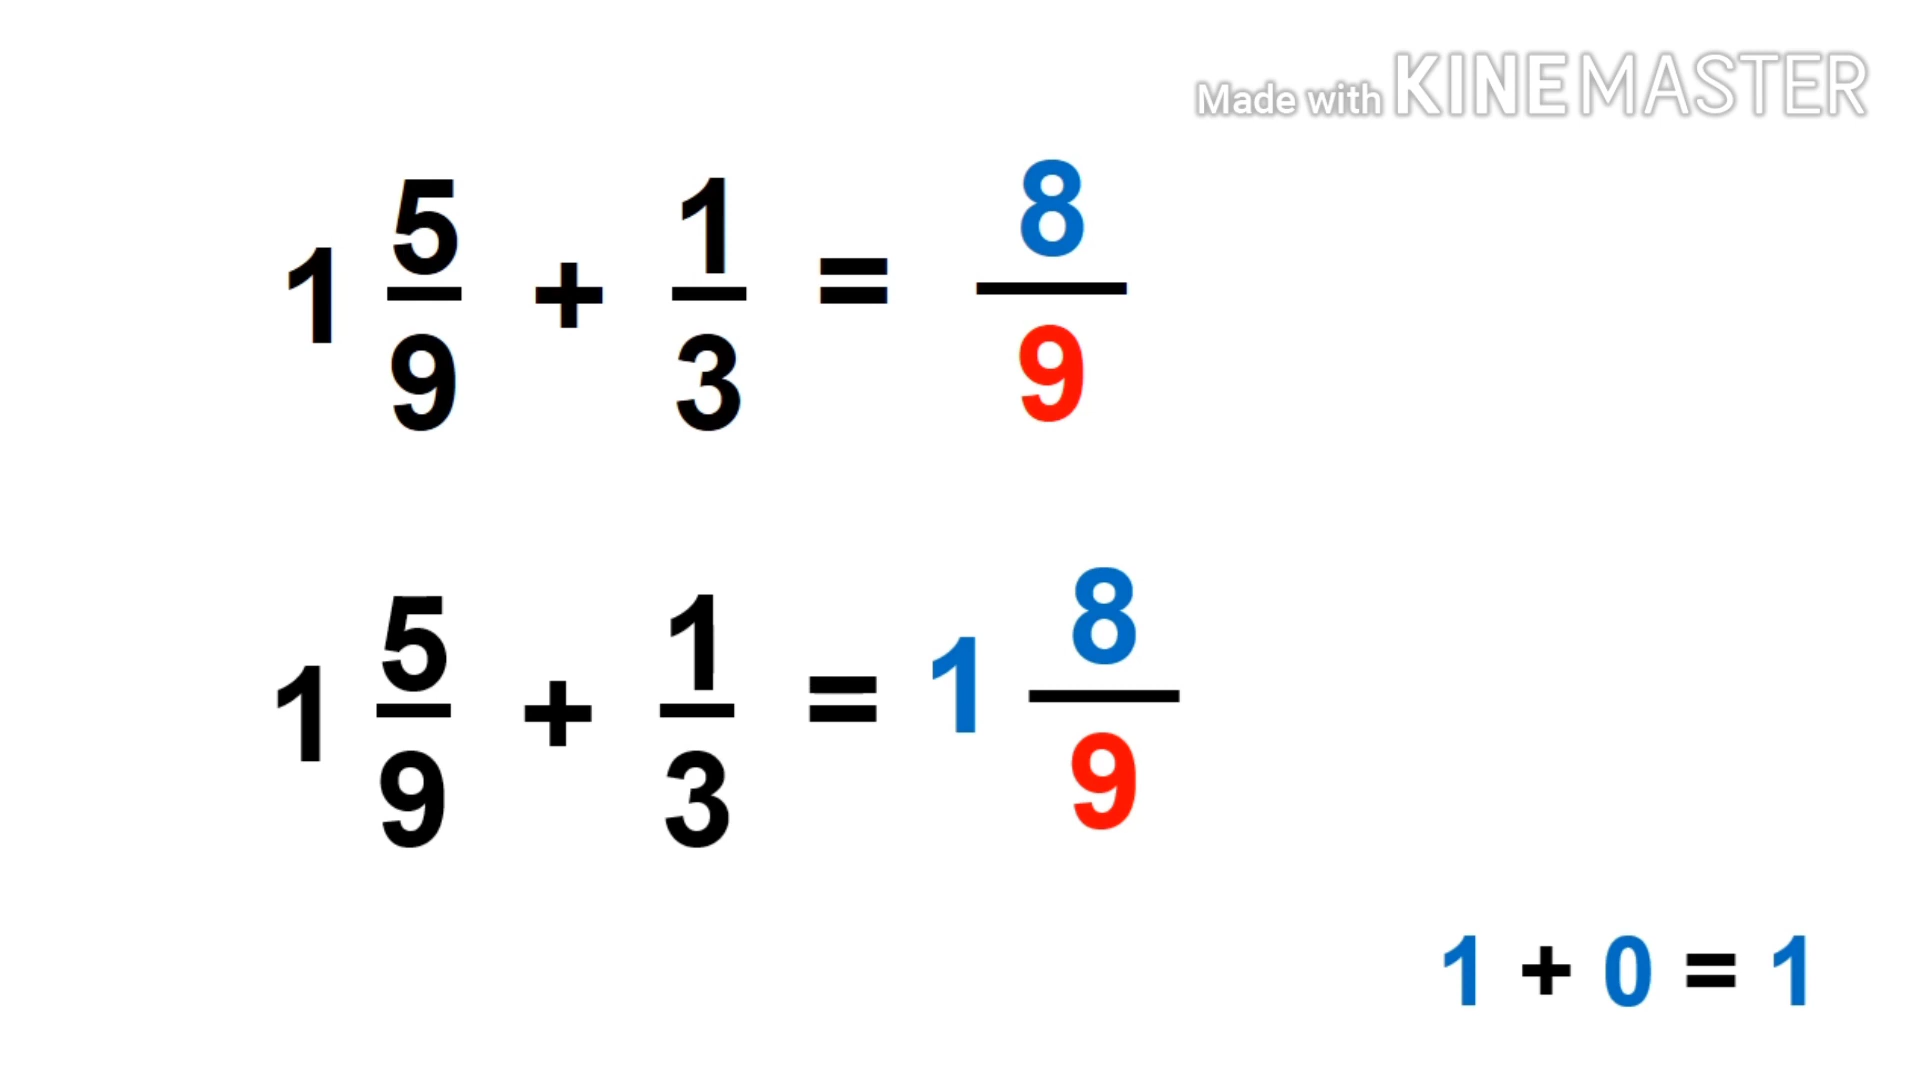 Made with KINEMASTER
1 5/9 + 1/3 = 8/9
1 5/9 + 1/3 = 1 8/9
1 + 0 = 1